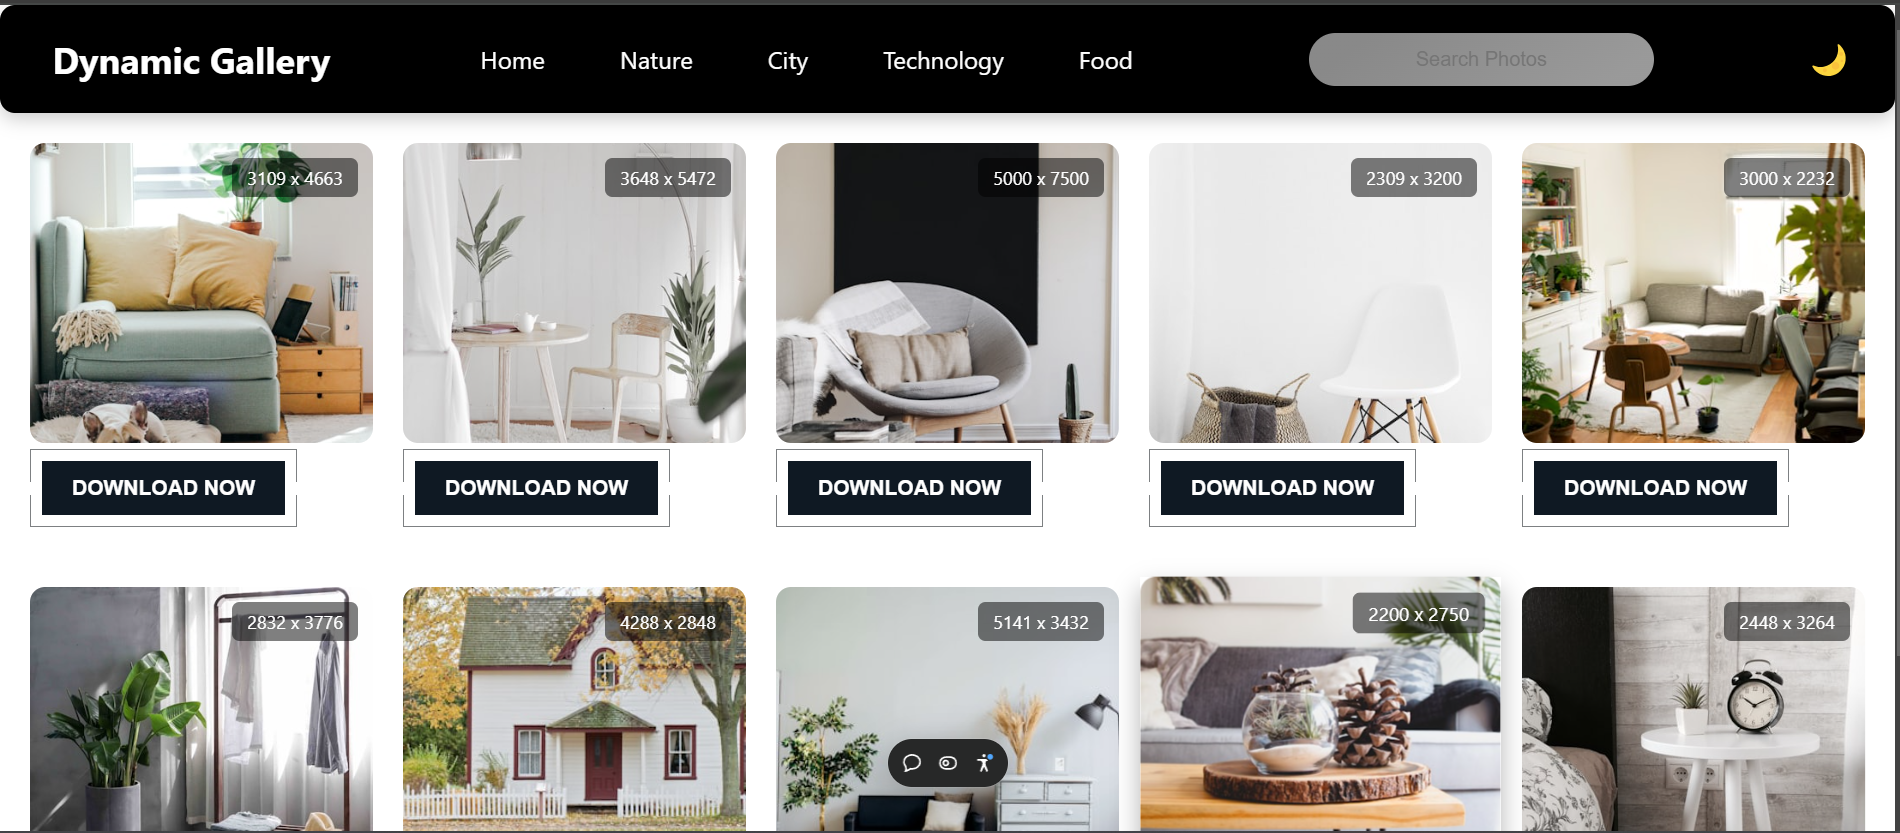 Dynamic Gallery
Home
Nature
City
Technology
Food
Search Photos
3109 x 4663
3648 x 5472
5000 x 7500
2309 x 3200
3000 x 2232
DOWNLOAD NOW
DOWNLOAD NOW
DOWNLOAD NOW
DOWNLOAD NOW
DOWNLOAD NOW
2832 x 3776
4288 x 2848
5141 x 3432
2200 x 2750
2448 x 3264